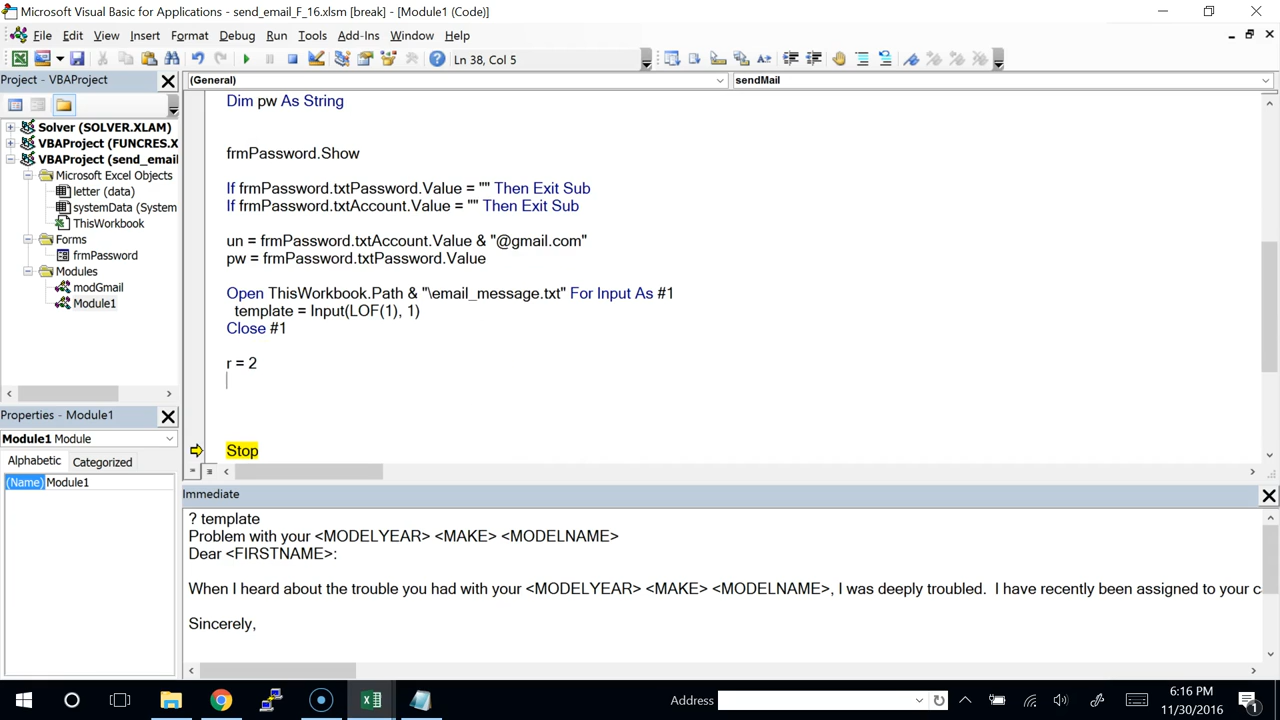 Microsoft Visual Basic for Applications - send_email_F_16.xlsm [break] - [Module1 (Code)]
File Edit View Insert Format Debug Run Tools Add-Ins Window Help
Ln 38, Col 5
Project - VBAProject
(General)
sendMail
Solver (SOLVER.XLAM)
VBAProject (FUNCRES.X
VBAProject (send_email
Microsoft Excel Objects
letter (data)
systemData (System
ThisWorkbook
Forms
frmPassword
Modules
modGmail
Module1
Dim pw As String
frmPassword.Show
If frmPassword.txtPassword.Value = "" Then Exit Sub
If frmPassword.txtAccount.Value = "" Then Exit Sub
un = frmPassword.txtAccount.Value & "@gmail.com"
pw = frmPassword.txtPassword.Value
Open ThisWorkbook.Path & "\email_message.txt" For Input As #1
template = Input(LOF(1), 1)
Close #1
r = 2
Stop
Properties - Module1
Module1 Module
Alphabetic Categorized
(Name) Module1
Immediate
? template
Problem with your <MODELYEAR> <MAKE> <MODELNAME>
Dear <FIRSTNAME>:
When I heard about the trouble you had with your <MODELYEAR> <MAKE> <MODELNAME>, I was deeply troubled.  I have recently been assigned to your c
Sincerely,
Address
6:16 PM
11/30/2016
1